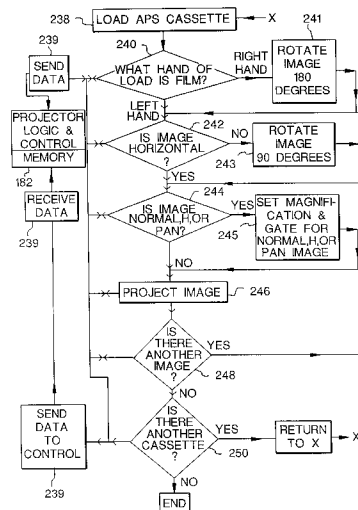 238
LOAD APS CASSETTE
X
239
240
241
SEND
DATA
WHAT HAND OF
LOAD IS FILM?
RIGHT
HAND
ROTATE
IMAGE
180
DEGREES
LEFT
HAND
PROJECTOR
LOGIC &
CONTROL
MEMORY
242
IS IMAGE
HORIZONTAL
?
NO
243
ROTATE
IMAGE
90 DEGREES
YES
182
RECEIVE
DATA
239
244
IS IMAGE
NORMAL,H,OR
PAN?
YES
245
SET MAGNIFI-
CATION &
GATE FOR
NORMAL,H,OR
PAN IMAGE
NO
PROJECT IMAGE
246
IS
THERE
ANOTHER
IMAGE
?
YES
248
NO
SEND
DATA
TO
CONTROL
239
IS
THERE
ANOTHER
CASSETTE
?
YES
250
RETURN
TO X
X
NO
END